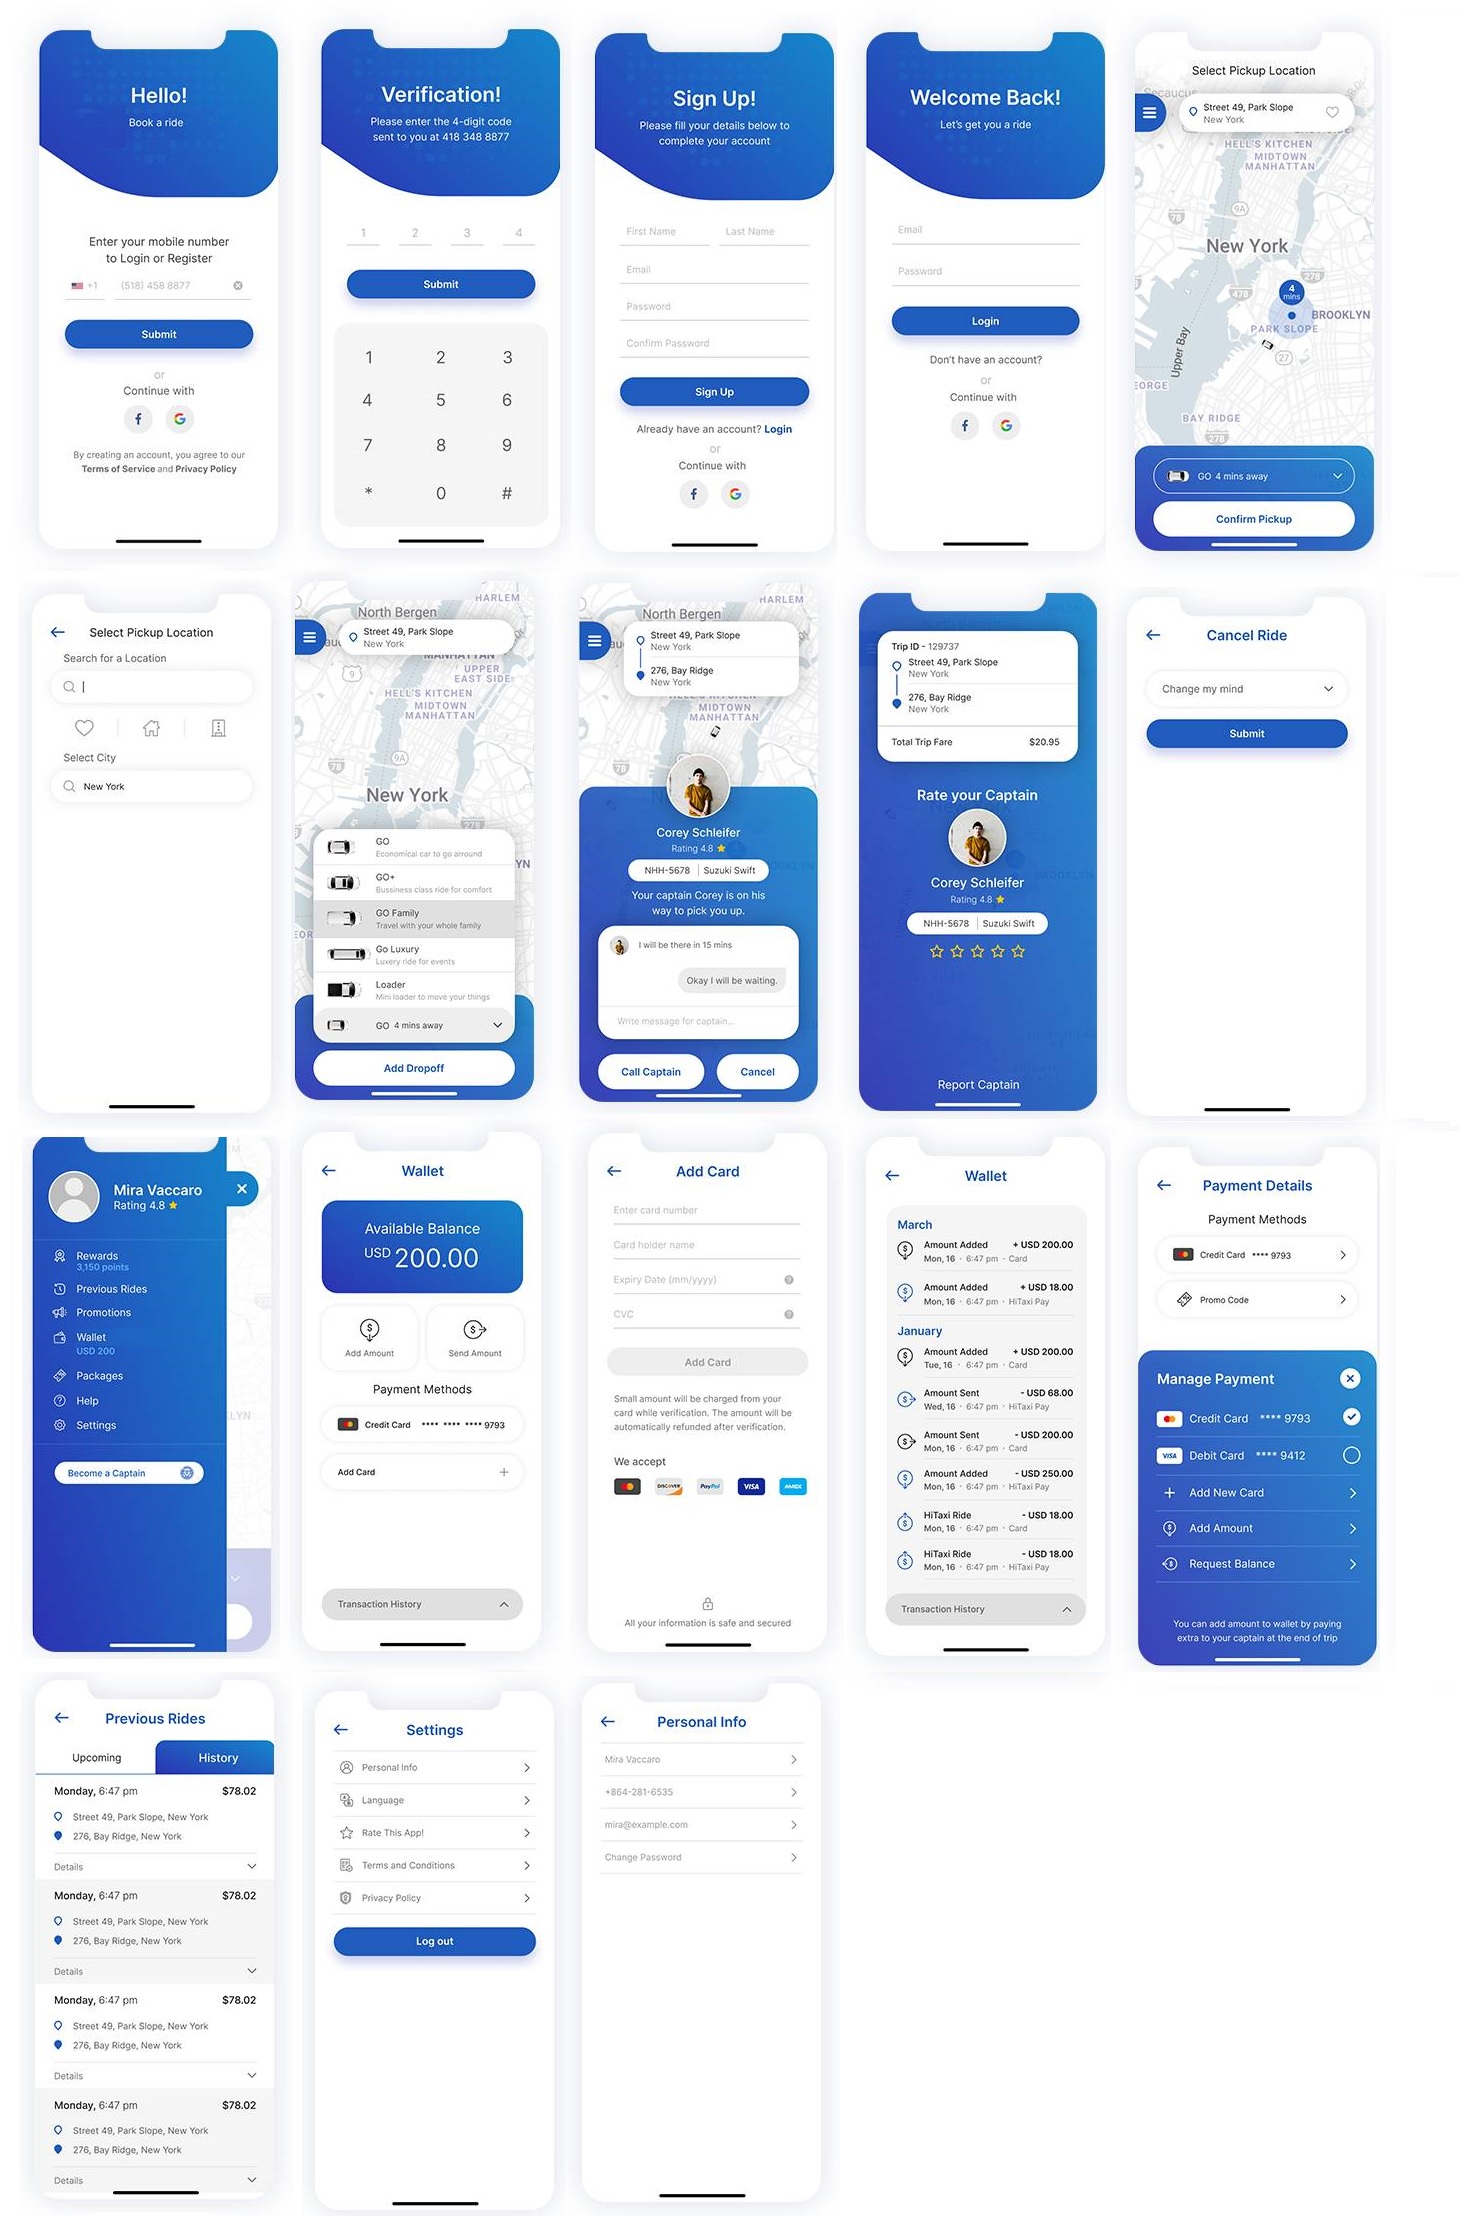 Hello!
Book a ride
Enter your mobile number
to Login or Register
+1
(518) 458 8877
Submit
or
Continue with
By creating an account, you agree to our
Terms of Service and Privacy Policy
Verification!
Please enter the 4-digit code
sent to you at 418 348 8877
1 2 3 4
Submit
1 2 3
4 5 6
7 8 9
* 0 #
Sign Up!
Please fill your details below to
complete your account
First Name
Last Name
Email
Password
Confirm Password
Sign Up
Already have an account? Login
or
Continue with
Welcome Back!
Let's get you a ride
Email
Password
Login
Don't have an account?
or
Continue with
Select Pickup Location
Secaucus
Street 49, Park Slope
New York
HELL'S KITCHEN
MIDTOWN
MANHATTAN
9A
78
New York
278
478
4
mins
BROOKLYN
PARK SLOPE
Upper Bay
27
EORGE
BAY RIDGE
278
GO 4 mins away
Confirm Pickup
Select Pickup Location
Search for a Location
Select City
New York
HARLEM
North Bergen
Street 49, Park Slope
New York
MANHATTAN
UPPER
EAST SIDE
9
HELL'S KITCHEN
MIDTOWN
MANHATTAN
9A
78
278
New York
GO
Economical car to go arround
GO+
Bussiness class ride for comfort
GO Family
Travel with your whole family
Go Luxury
Luxery ride for events
Loader
Mini loader to move your things
GO 4 mins away
Add Dropoff
HARLEM
North Bergen
Street 49, Park Slope
New York
276, Bay Ridge
New York
HELL'S KITCHEN
MIDTOWN
MANHATTAN
78
278
Corey Schleifer
Rating 4.8
NHH-5678 Suzuki Swift
Your captain Corey is on his
way to pick you up.
I will be there in 15 mins
Okay I will be waiting.
Write message for captain...
Call Captain
Cancel
Trip ID - 129737
Street 49, Park Slope
New York
276, Bay Ridge
New York
Total Trip Fare $20.95
Rate your Captain
BROOKLYN
Corey Schleifer
Rating 4.8
NHH-5678 Suzuki Swift
Report Captain
Cancel Ride
Change my mind
Submit
Mira Vaccaro
Rating 4.8
Rewards
3,150 points
Previous Rides
Promotions
Wallet
USD 200
Packages
Help
Settings
Become a Captain
LYN
Wallet
Available Balance
USD 200.00
Add Amount
Send Amount
Payment Methods
Credit Card **** **** **** 9793
Add Card
Transaction History
Add Card
Enter card number
Card holder name
Expiry Date (mm/yyyy)
CVC
Add Card
Small amount will be charged from your
card while verification. The amount will be
automatically refunded after verification.
We accept
DISCOVER
PayPal
VISA
AMEX
All your information is safe and secured
Wallet
March
Amount Added + USD 200.00
Mon, 16 · 6:47 pm · Card
Amount Added + USD 18.00
Mon, 16 · 6:47 pm · HiTaxi Pay
January
Amount Added + USD 200.00
Tue, 16 · 6:47 pm · Card
Amount Sent - USD 68.00
Wed, 16 · 6:47 pm · HiTaxi Pay
Amount Sent - USD 200.00
Mon, 16 · 6:47 pm · Card
Amount Added - USD 250.00
Mon, 16 · 6:47 pm · HiTaxi Pay
HiTaxi Ride - USD 18.00
Mon, 16 · 6:47 pm · Card
HiTaxi Ride - USD 18.00
Mon, 16 · 6:47 pm · HiTaxi Pay
Transaction History
Payment Details
Payment Methods
Credit Card **** 9793
Promo Code
Manage Payment
Credit Card **** 9793
VISA
Debit Card **** 9412
Add New Card
Add Amount
Request Balance
You can add amount to wallet by paying
extra to your captain at the end of trip
Previous Rides
Upcoming
History
Monday, 6:47 pm $78.02
Street 49, Park Slope, New York
276, Bay Ridge, New York
Details
Monday, 6:47 pm $78.02
Street 49, Park Slope, New York
276, Bay Ridge, New York
Details
Monday, 6:47 pm $78.02
Street 49, Park Slope, New York
276, Bay Ridge, New York
Details
Monday, 6:47 pm $78.02
Street 49, Park Slope, New York
276, Bay Ridge, New York
Details
Settings
Personal Info
Language
Rate This App!
Terms and Conditions
Privacy Policy
Log out
Personal Info
Mira Vaccaro
+864-281-6535
mira@example.com
Change Password